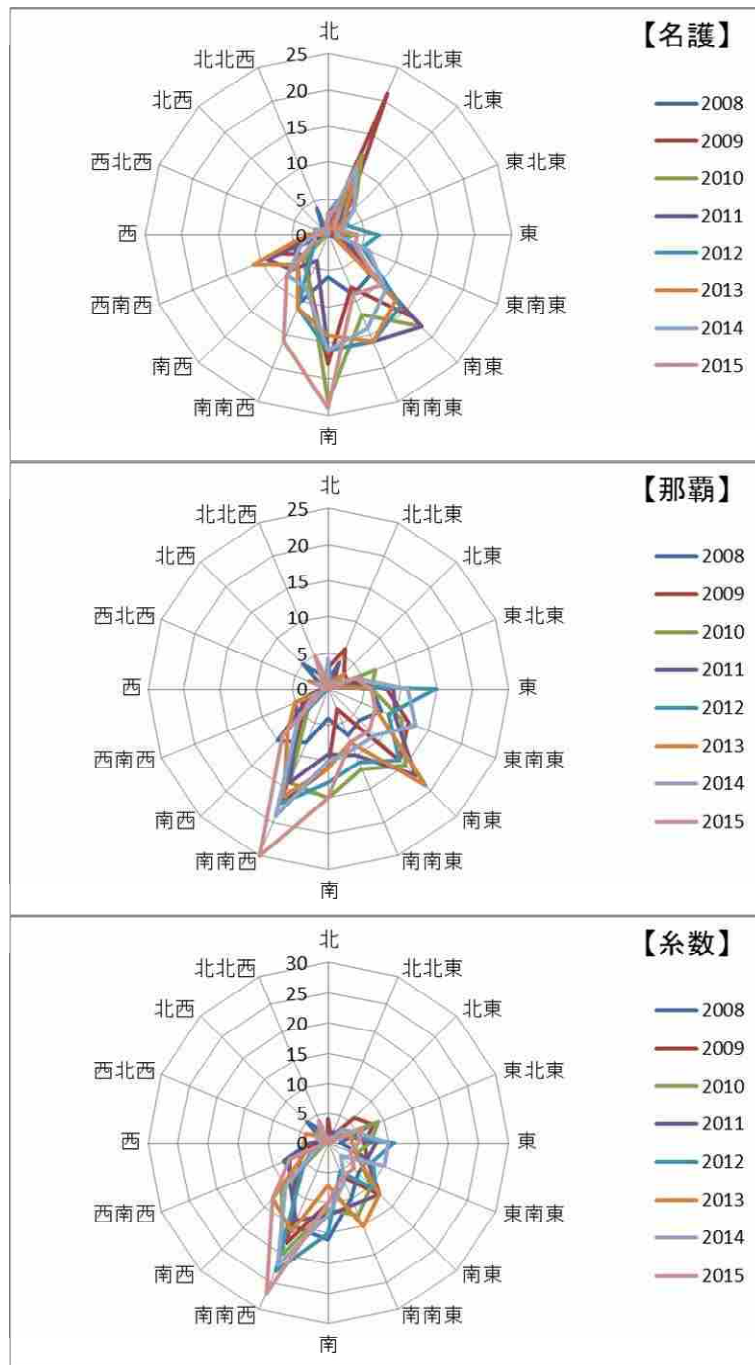 【名護】
北
北北東
北東
東北東
東
東南東
南東
南南東
南
南南西
南西
西南西
西
西北西
北西
北北西
25
20
15
10
5
0
2008
2009
2010
2011
2012
2013
2014
2015
【那覇】
北
北北東
北東
東北東
東
東南東
南東
南南東
南
南南西
南西
西南西
西
西北西
北西
北北西
25
20
15
10
5
0
2008
2009
2010
2011
2012
2013
2014
2015
【糸数】
北
北北東
北東
東北東
東
東南東
南東
南南東
南
南南西
南西
西南西
西
西北西
北西
北北西
30
25
20
15
10
5
0
2008
2009
2010
2011
2012
2013
2014
2015